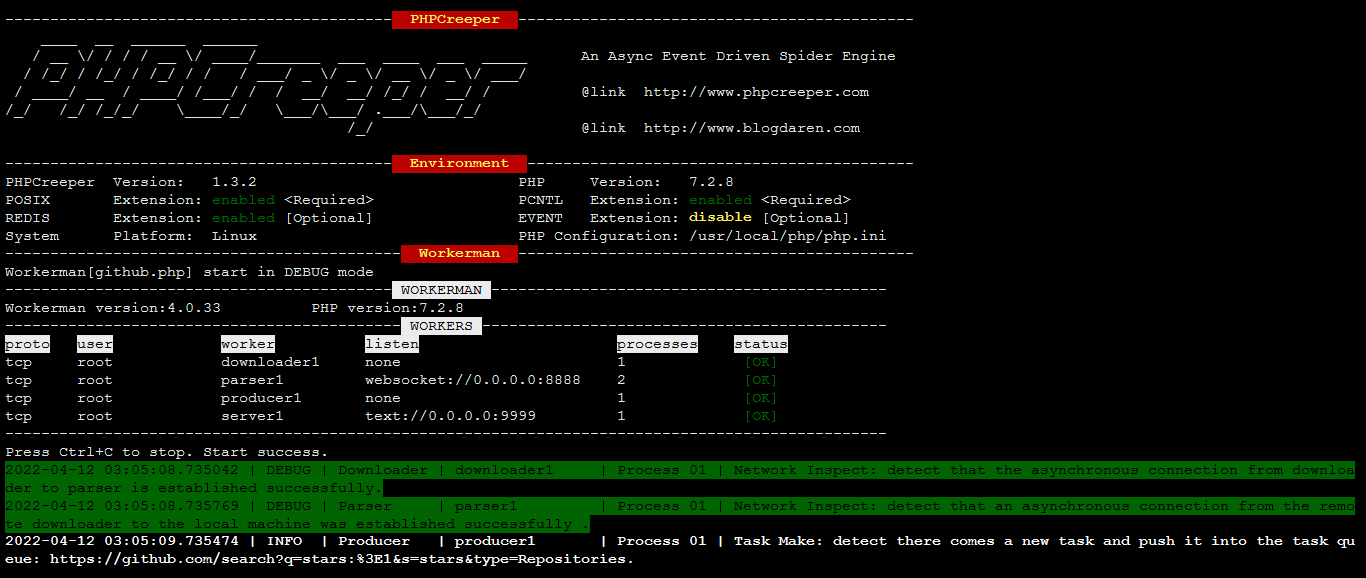 PHPCreeper
PHPCreeper
An Async Event Driven Spider Engine
@link  http://www.phpcreeper.com
@link  http://www.blogdaren.com
Environment
PHPCreeper  Version:   1.3.2    PHP     Version:   7.2.8
POSIX       Extension: enabled <Required>    PCNTL   Extension: enabled <Required>
REDIS       Extension: enabled [Optional]    EVENT   Extension: disable [Optional]
System      Platform:  Linux    PHP Configuration: /usr/local/php/php.ini
Workerman
Workerman[github.php] start in DEBUG mode
WORKERMAN
Workerman version:4.0.33          PHP version:7.2.8
WORKERS
proto   user            worker          listen                      processes    status
tcp     root            downloader1     none                        1             [OK]
tcp     root            parser1         websocket://0.0.0.0:8888    2             [OK]
tcp     root            producer1       none                        1             [OK]
tcp     root            server1         text://0.0.0.0:9999         1             [OK]
Press Ctrl+C to stop. Start success.
2022-04-12 03:05:08.735042 | DEBUG | Downloader | downloader1     | Process 01 | Network Inspect: detect that the asynchronous connection from downloa
der to parser is established successfully.
2022-04-12 03:05:08.735769 | DEBUG | Parser     | parser1         | Process 01 | Network Inspect: detect that an asynchronous connection from the remo
te downloader to the local machine was established successfully .
2022-04-12 03:05:09.735474 | INFO  | Producer   | producer1       | Process 01 | Task Make: detect there comes a new task and push it into the task qu
eue: https://github.com/search?q=stars:%3E1&s=stars&type=Repositories.